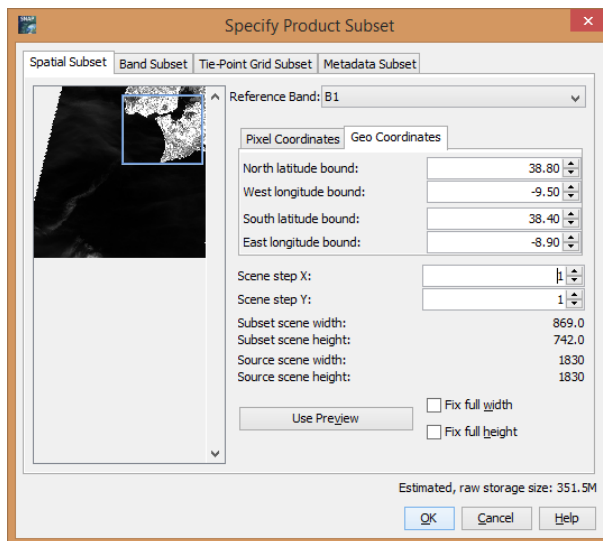 SNAP
Specify Product Subset
Spatial Subset Band Subset Tie-Point Grid Subset Metadata Subset
Reference Band: B1
Pixel Coordinates Geo Coordinates
North latitude bound: 38.80
West longitude bound: -9.50
South latitude bound: 38.40
East longitude bound: -8.90
Scene step X: 1
Scene step Y: 1
Subset scene width: 869.0
Subset scene height: 742.0
Source scene width: 1830
Source scene height: 1830
Use Preview
Fix full width
Fix full height
Estimated, raw storage size: 351.5M
OK Cancel Help